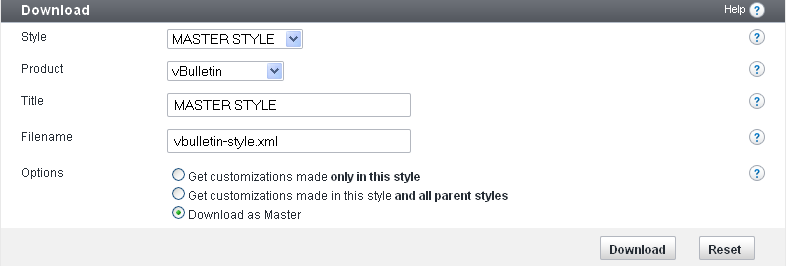 Download Help ?
Style MASTER STYLE ?
Product vBulletin ?
Title MASTER STYLE ?
Filename vbulletin-style.xml ?
Options Get customizations made only in this style ?
Get customizations made in this style and all parent styles
Download as Master
Download Reset